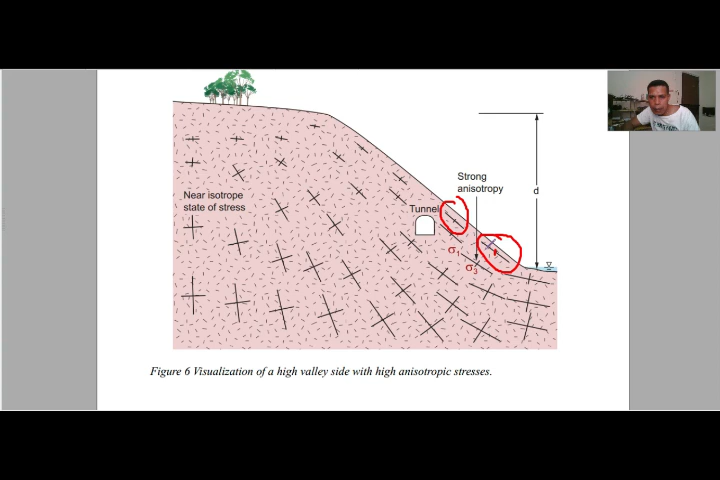 Strong
anisotropy
d
Near isotrope
state of stress
Tunnel
σ1
σ3
Figure 6 Visualization of a high valley side with high anisotropic stresses.